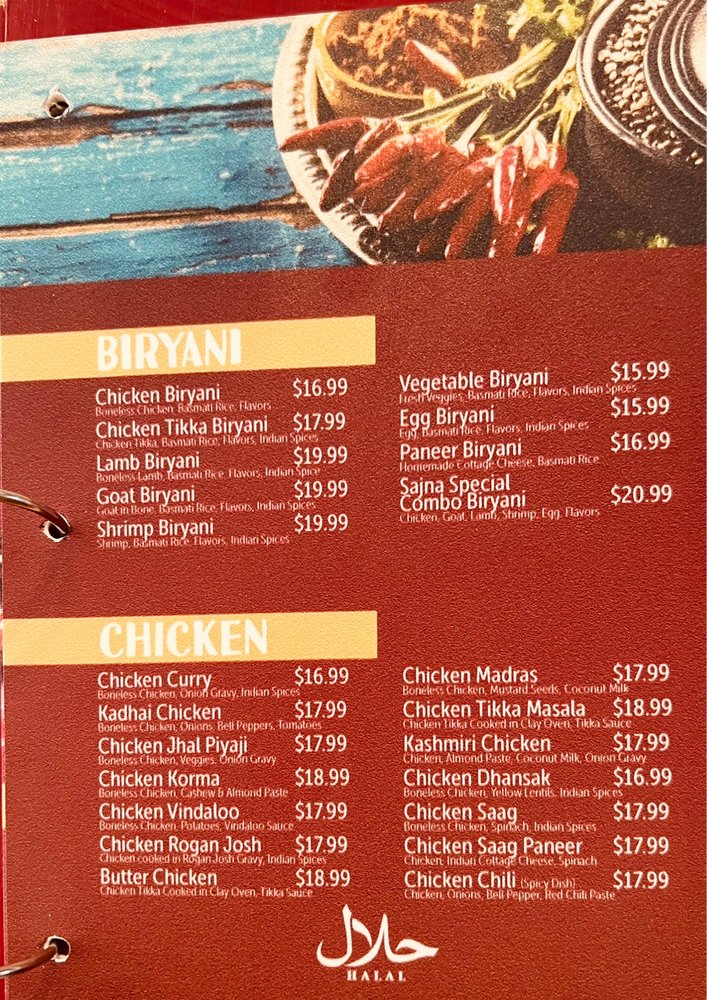 BIRYANI
Chicken Biryani $16.99
Boneless Chicken, Basmati Rice, Flavors
Chicken Tikka Biryani $17.99
Chicken Tikka, Basmati Rice, Flavors, Indian Spices
Lamb Biryani $19.99
Boneless Lamb, Basmati Rice, Flavors, Indian Spice
Goat Biryani $19.99
Goat in Bone, Basmati Rice, Flavors, Indian Spices
Shrimp Biryani $19.99
Shrimp, Basmati Rice, Flavors, Indian Spices
Vegetable Biryani $15.99
Fresh Veggies, Basmati Rice, Flavors, Indian Spices
Egg Biryani $15.99
Egg, Basmati Rice, Flavors, Indian Spices
Paneer Biryani $16.99
Homemade Cottage Cheese, Basmati Rice
Sajna Special
Combo Biryani $20.99
Chicken, Goat, Lamb, Shrimp, Egg, Flavors
CHICKEN
Chicken Curry $16.99
Boneless Chicken, Onion Gravy, Indian Spices
Kadhai Chicken $17.99
Boneless Chicken, Onions, Bell Peppers, Tomatoes
Chicken Jhal Piyaji $17.99
Boneless Chicken, Veggies, Onion Gravy
Chicken Korma $18.99
Boneless Chicken, Cashew & Almond Paste
Chicken Vindaloo $17.99
Boneless Chicken, Potatoes, Vindaloo Sauce
Chicken Rogan Josh $17.99
Chicken cooked in Rogan Josh Gravy, Indian Spices
Butter Chicken $18.99
Chicken Tikka Cooked in Clay Oven, Tikka Sauce
Chicken Madras $17.99
Boneless Chicken, Mustard Seeds, Coconut Milk
Chicken Tikka Masala $18.99
Chicken Tikka Cooked in Clay Oven, Tikka Sauce
Kashmiri Chicken $17.99
Chicken, Almond Paste, Coconut Milk, Onion Gravy
Chicken Dhansak $16.99
Boneless Chicken, Yellow Lentils, Indian Spices
Chicken Saag $17.99
Boneless Chicken, Spinach, Indian Spices
Chicken Saag Paneer $17.99
Chicken, Indian Cottage Cheese, Spinach
Chicken Chili (Spicy Dish) $17.99
Chicken, Onions, Bell Pepper, Red Chili Paste
حلال
HALAL